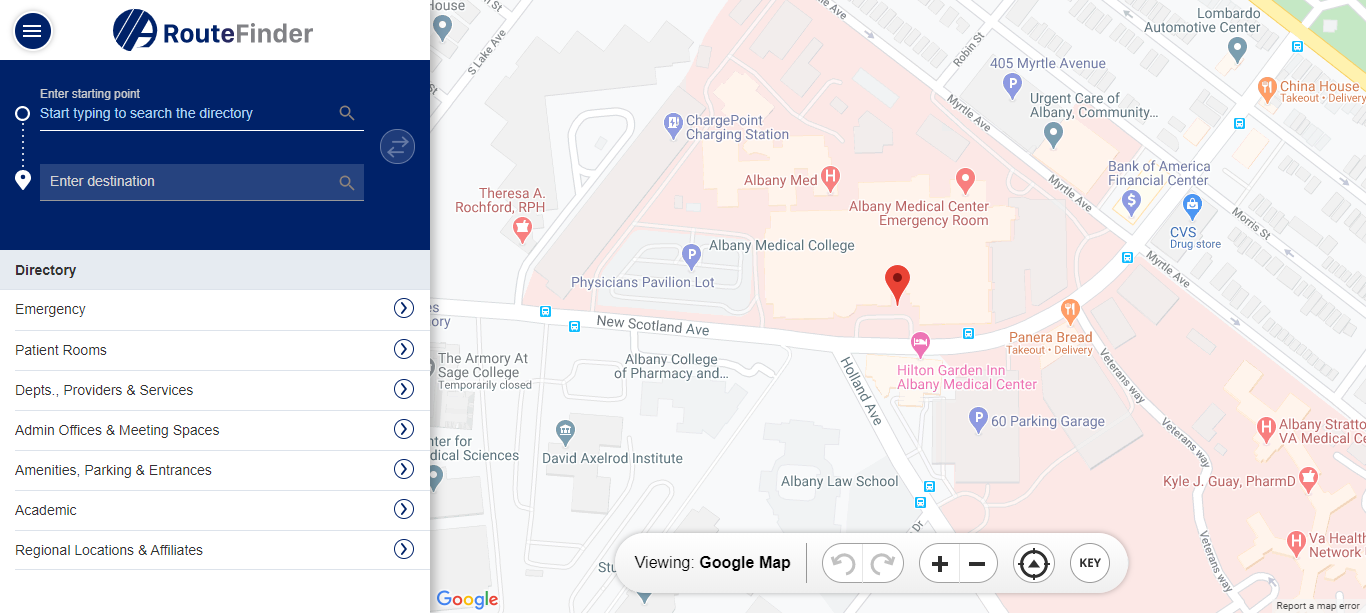 RouteFinder
Enter starting point
Start typing to search the directory
Enter destination
Directory
Emergency
Patient Rooms
Depts., Providers & Services
Admin Offices & Meeting Spaces
Amenities, Parking & Entrances
Academic
Regional Locations & Affiliates
House
S Lake Ave
Robin St
Lombardo
Automotive Center
405 Myrtle Avenue
P
China House
Takeout • Delivery
Urgent Care of
Albany, Community...
Myrtle Ave
ChargePoint
Charging Station
Bank of America
Financial Center
$
Albany Med
H
Myrtle Ave
Theresa A.
Rochford, RPH
Albany Medical Center
Emergency Room
CVS
Drug store
Morris St
Albany Medical College
P
Physicians Pavilion Lot
Myrtle Ave
New Scotland Ave
Panera Bread
Takeout • Delivery
The Armory At
Sage College
Temporarily closed
Albany College
of Pharmacy and...
Holland Ave
Hilton Garden Inn
Albany Medical Center
Veterans way
P
60 Parking Garage
H
Albany Stratto
VA Medical Ce
Veterans way
David Axelrod Institute
dical Sciences
Albany Law School
Kyle J. Guay, PharmD
Dr
Veterans way
H
Va Health
Network
Stu
Viewing: Google Map
KEY
Google
Report a map error